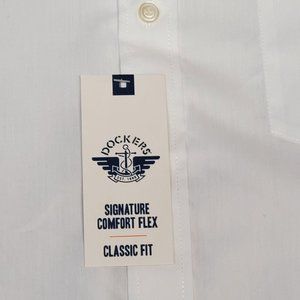 DOCKERS
SIGNATURE
COMFORT FLEX
CLASSIC FIT